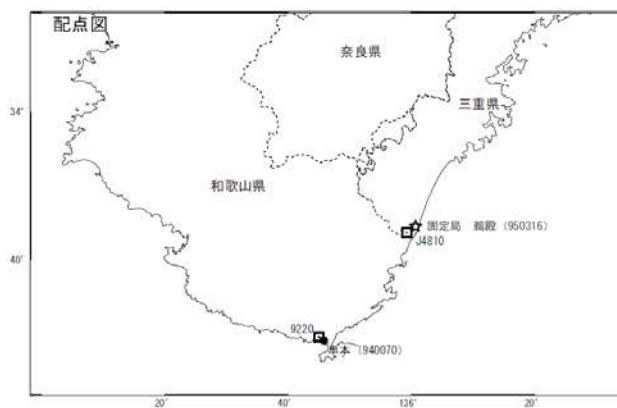 配点図
奈良県
34'
三重県
和歌山県
固定局 鵜殿（950316）
J4810
40'
9220
串本（940070）
20'
40'
136'
20'